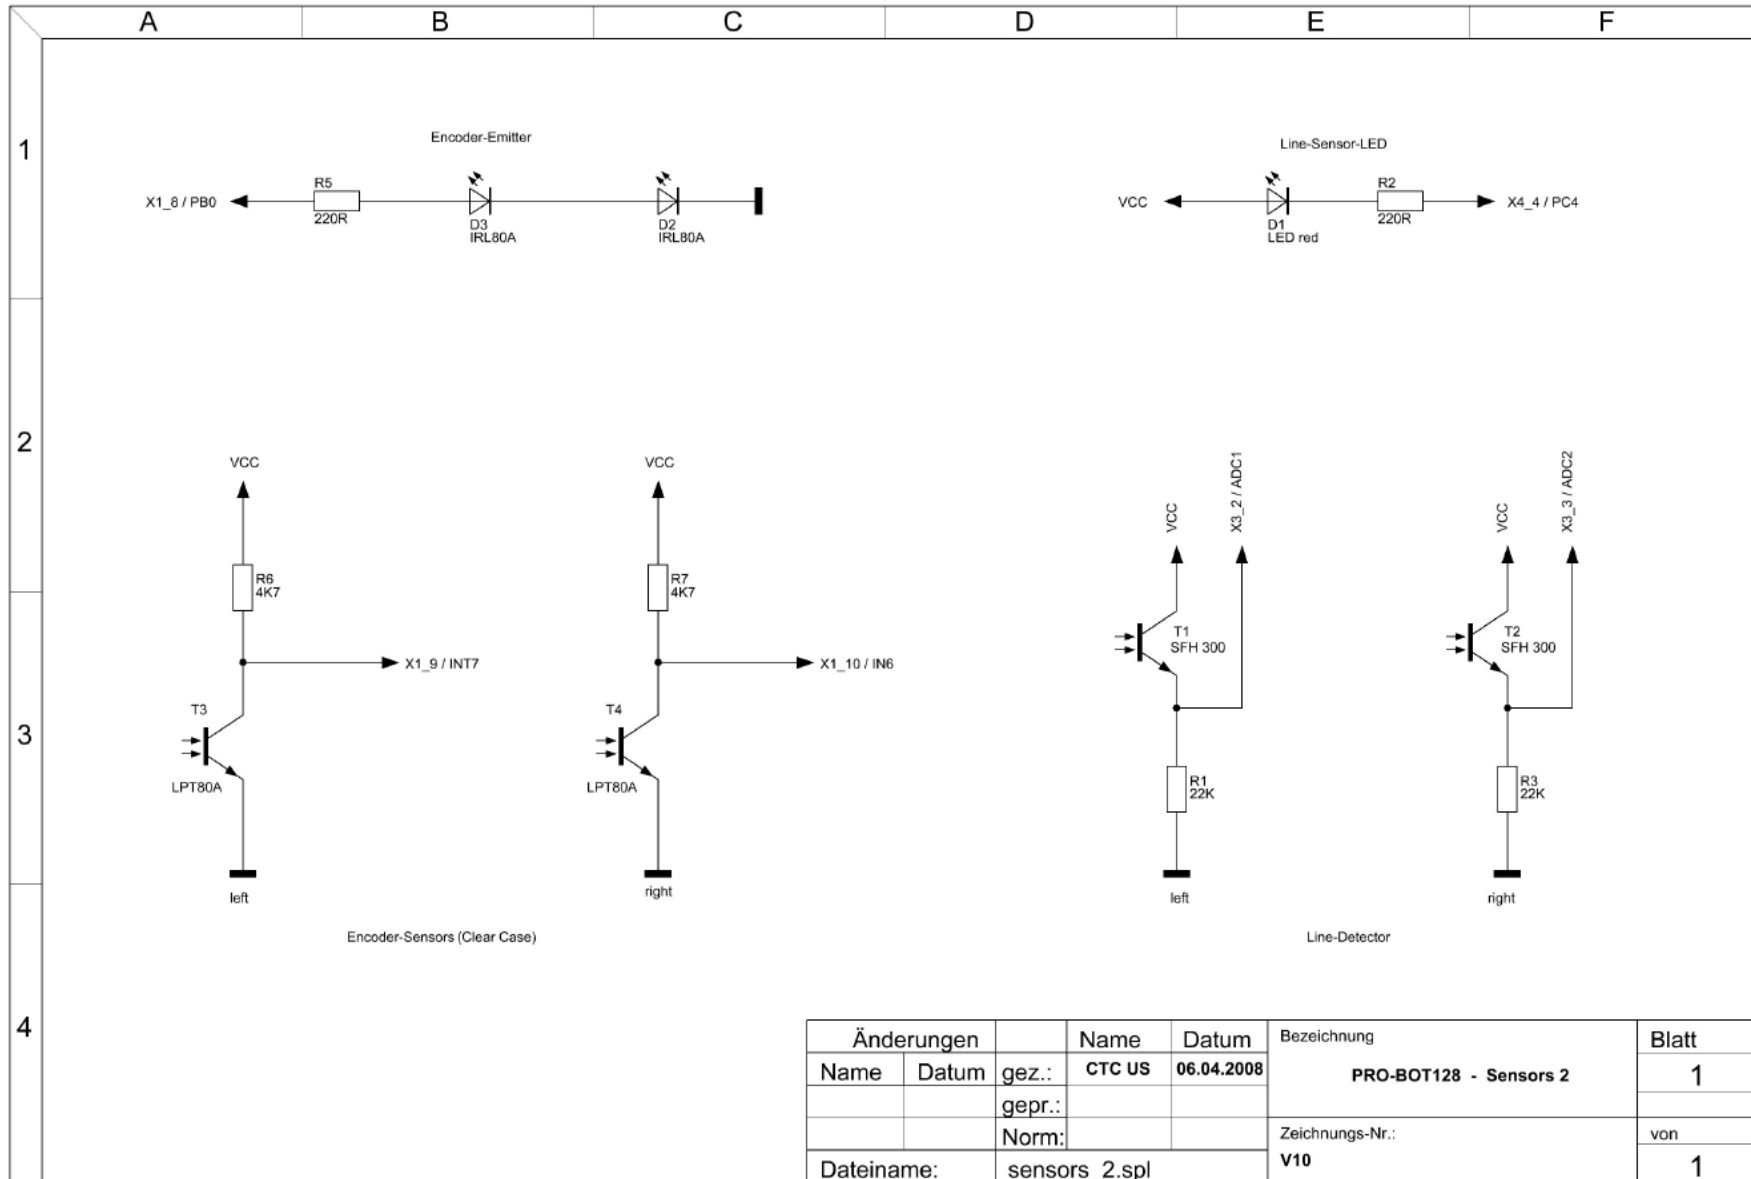 A B C D E F
1
Encoder-Emitter
Line-Sensor-LED
X1_8 / PB0
R5
220R
D3
IRL80A
D2
IRL80A
VCC
D1
LED red
R2
220R
X4_4 / PC4
2
VCC
R6
4K7
X1_9 / INT7
T3
LPT80A
left
VCC
R7
4K7
X1_10 / IN6
T4
LPT80A
right
Encoder-Sensors (Clear Case)
VCC
X3_2 / ADC1
T1
SFH 300
R1
22K
left
VCC
X3_3 / ADC2
T2
SFH 300
R3
22K
right
Line-Detector
3
4
Änderungen Name Datum
Name Datum gez.: CTC US 06.04.2008
gepr.:
Norm:
Dateiname: sensors_2.spl
Bezeichnung
PRO-BOT128 - Sensors 2
Zeichnungs-Nr.:
V10
Blatt
1
von
1